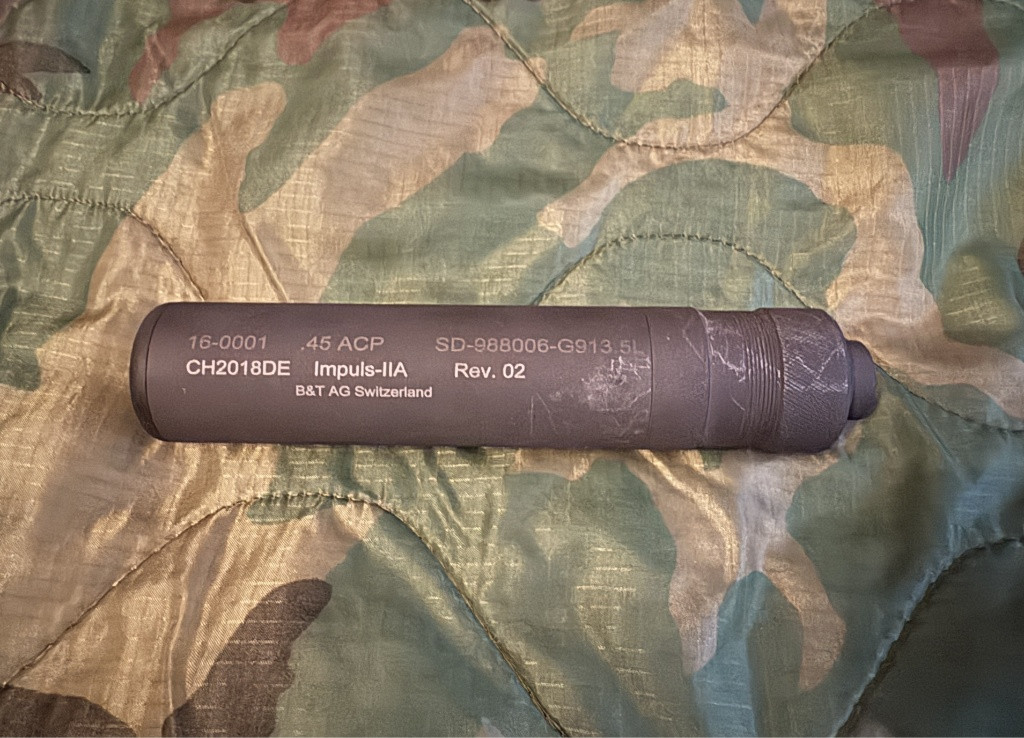 16-0001 .45 ACP SD-988006-G913.5L
CH2018DE Impuls-IIA Rev. 02
B&T AG Switzerland